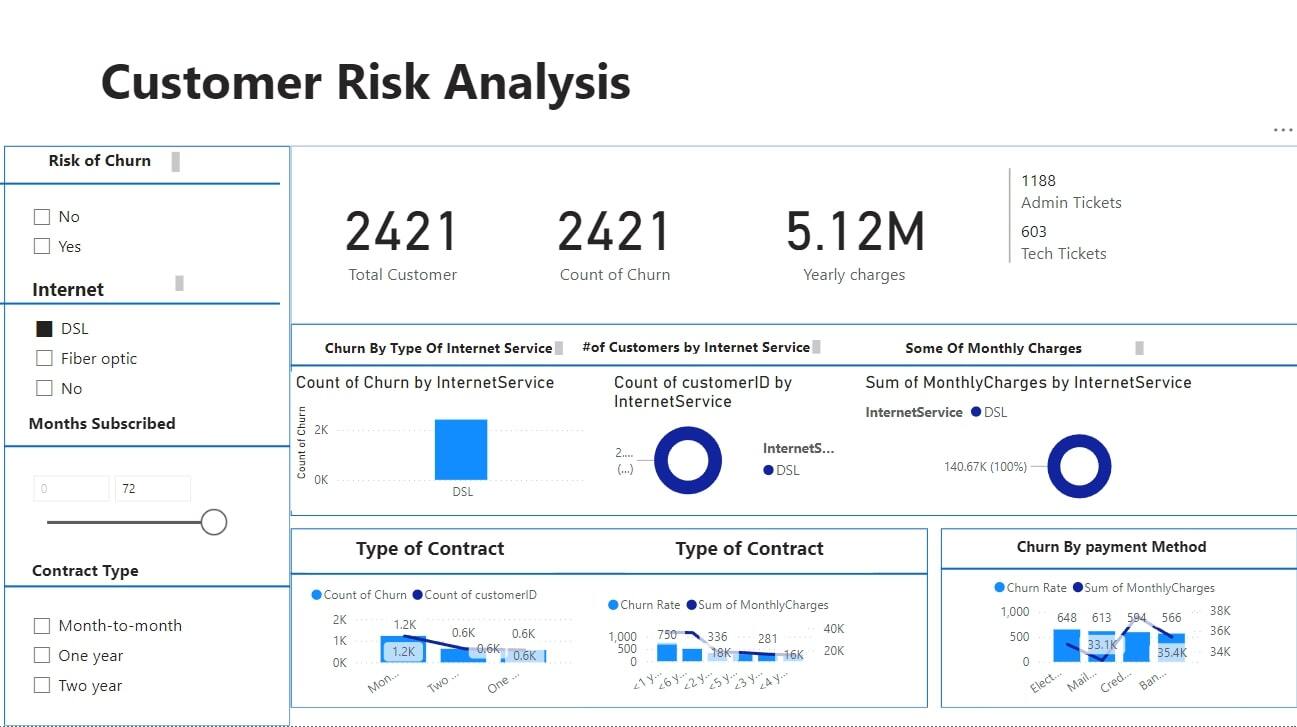 Customer Risk Analysis
Risk of Churn
No
Yes
Internet
DSL
Fiber optic
No
Months Subscribed
0
72
Contract Type
Month-to-month
One year
Two year
2421
Total Customer
2421
Count of Churn
5.12M
Yearly charges
1188
Admin Tickets
603
Tech Tickets
Churn By Type Of Internet Service
#of Customers by Internet Service
Some Of Monthly Charges
Count of Churn by InternetService
Count of Churn
2K
0K
DSL
Count of customerID by
InternetService
2....
(...)
InternetS...
DSL
Sum of MonthlyCharges by InternetService
InternetService DSL
140.67K (100%)
Type of Contract
Count of Churn Count of customerID
2K
1K
0K
1.2K
0.6K
0.6K
1.2K
0.6K
0.6K
Mon...
Two ...
One ...
Type of Contract
Churn Rate Sum of MonthlyCharges
1,000
500
0
750
336
281
18K
16K
40K
20K
<1 y...
<6 y...
<2 y...
<5 y...
<3 y...
<4 y...
Churn By payment Method
Churn Rate Sum of MonthlyCharges
1,000
500
0
648
613
594
566
33.1K
35.4K
38K
36K
34K
Elect...
Mail...
Cred...
Ban...